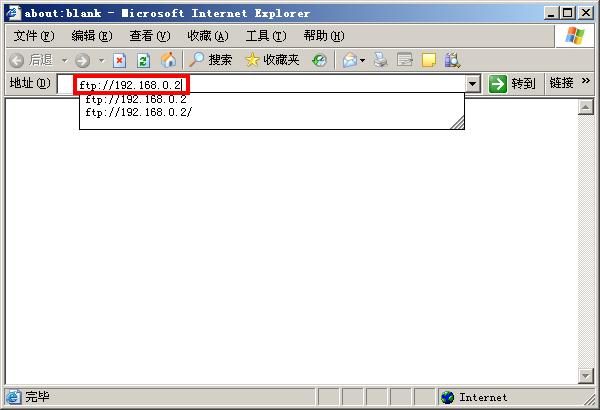 about:blank - Microsoft Internet Explorer
文件(F) 编辑(E) 查看(V) 收藏(A) 工具(T) 帮助(H)
后退 搜索 收藏夹
地址(D) ftp://192.168.0.2 转到 链接 »
ftp://192.168.0.2
ftp://192.168.0.2/
完毕 Internet